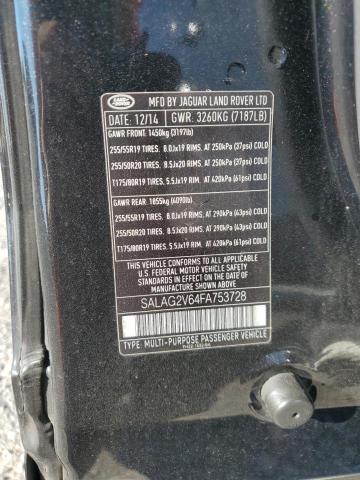 LAND ROVER
MFD BY JAGUAR LAND ROVER LTD
DATE: 12/14 GWR: 3260KG (7187LB)
GAWR FRONT: 1450kg (3197lb)
255/55R19 TIRES. 8.0Jx19 RIMS. AT 250kPa (37psi) COLD
255/50R20 TIRES. 8.5Jx20 RIMS. AT 250kPa (37psi) COLD
T175/80R19 TIRES. 5.5Jx19 RIM. AT 420kPa (61psi) COLD
GAWR REAR: 1855kg (4090lb)
255/55R19 TIRES. 8.0Jx19 RIMS. AT 290kPa (43psi) COLD
255/50R20 TIRES. 8.5Jx20 RIMS. AT 290kPa (43psi) COLD
T175/80R19 TIRES. 5.5Jx19 RIM. AT 420kPa (61psi) COLD
THIS VEHICLE CONFORMS TO ALL APPLICABLE
U.S. FEDERAL MOTOR VEHICLE SAFETY
STANDARDS IN EFFECT ON THE DATE OF
MANUFACTURE SHOWN ABOVE.
SALAG2V64FA753728
TYPE: MULTI-PURPOSE PASSENGER VEHICLE